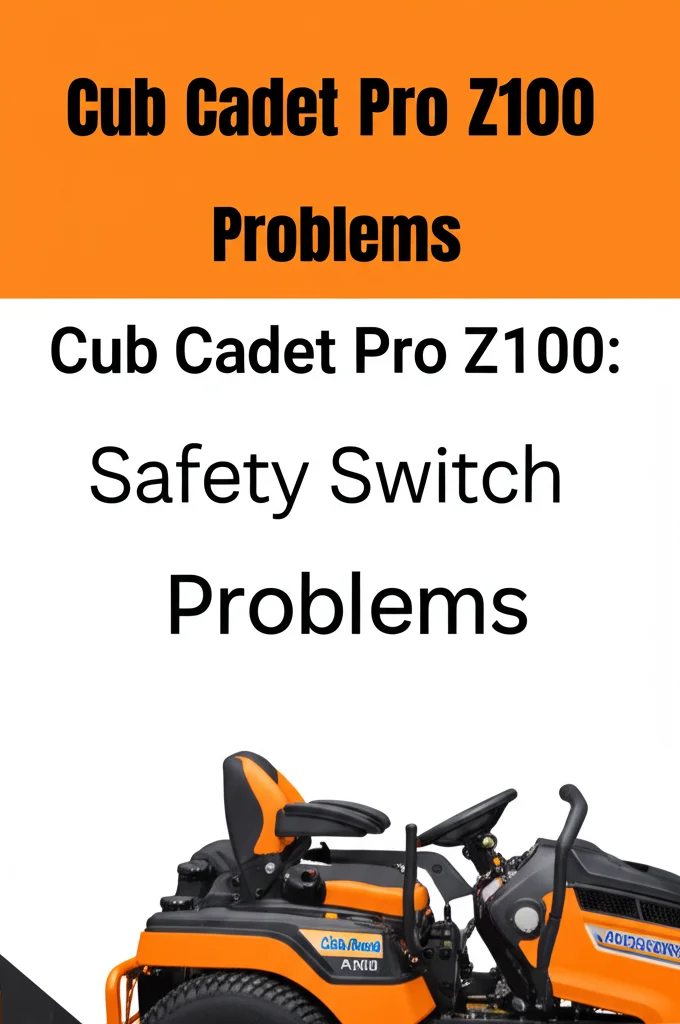 Cub Cadet Pro Z100
Problems
Cub Cadet Pro Z100:
Safety Switch
Problems